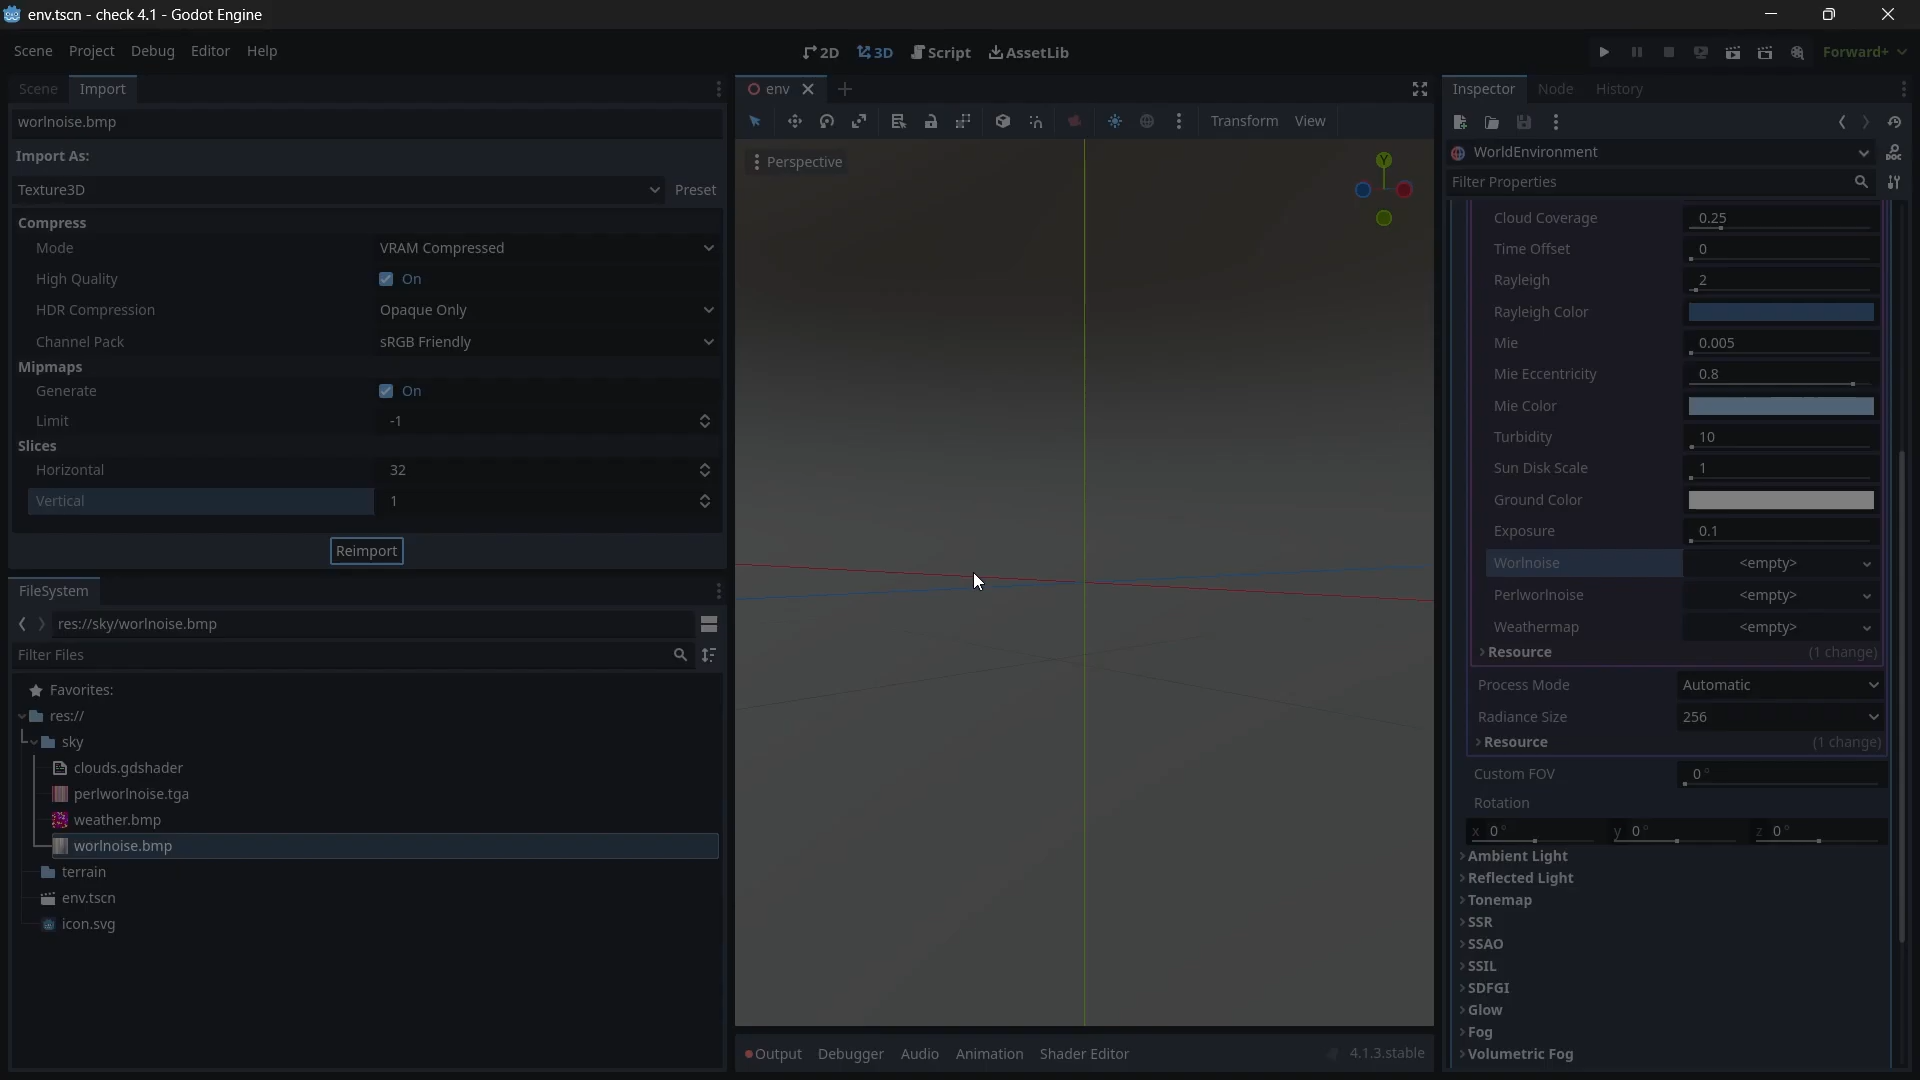 env.tscn - check 4.1 - Godot Engine
Scene Project Debug Editor Help
2D 3D Script AssetLib
Forward+
Scene Import
worlnoise.bmp
Import As:
Texture3D Preset
Compress
Mode VRAM Compressed
High Quality On
HDR Compression Opaque Only
Channel Pack sRGB Friendly
Mipmaps
Generate On
Limit -1
Slices
Horizontal 32
Vertical 1
Reimport
FileSystem
res://sky/worlnoise.bmp
Filter Files
Favorites:
res://
sky
clouds.gdshader
perlworlnoise.tga
weather.bmp
worlnoise.bmp
terrain
env.tscn
icon.svg
env
Transform View
Perspective
Y
Output Debugger Audio Animation Shader Editor 4.1.3.stable
Inspector Node History
WorldEnvironment
Filter Properties
Cloud Coverage 0.25
Time Offset 0
Rayleigh 2
Rayleigh Color
Mie 0.005
Mie Eccentricity 0.8
Mie Color
Turbidity 10
Sun Disk Scale 1
Ground Color
Exposure 0.1
Worlnoise <empty>
Perlworlnoise <empty>
Weathermap <empty>
Resource (1 change)
Process Mode Automatic
Radiance Size 256
Resource (1 change)
Custom FOV 0°
Rotation
x 0° y 0° z 0°
Ambient Light
Reflected Light
Tonemap
SSR
SSAO
SSIL
SDFGI
Glow
Fog
Volumetric Fog